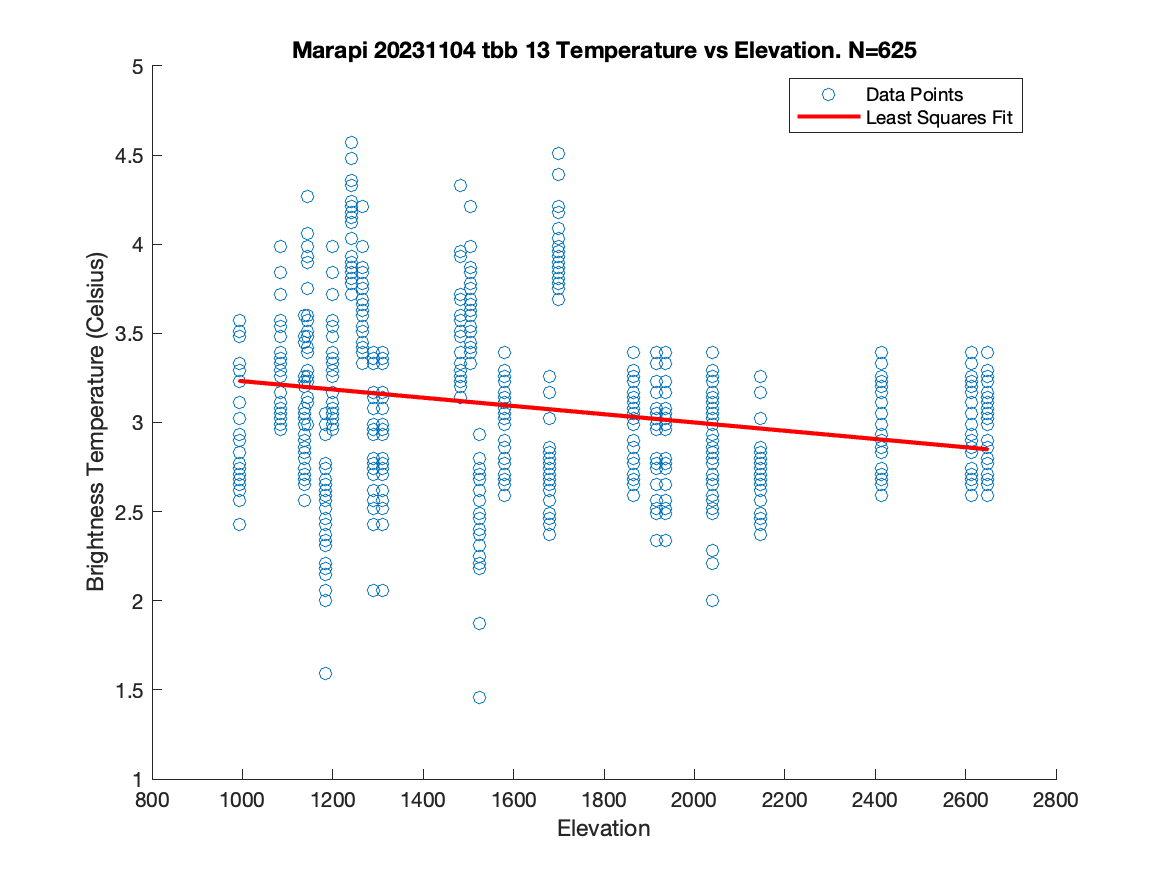 Marapi 20231104 tbb 13 Temperature vs Elevation. N=625
Data Points
Least Squares Fit
5
4.5
4
3.5
3
2.5
2
1.5
1
Brightness Temperature (Celsius)
800 1000 1200 1400 1600 1800 2000 2200 2400 2600 2800
Elevation